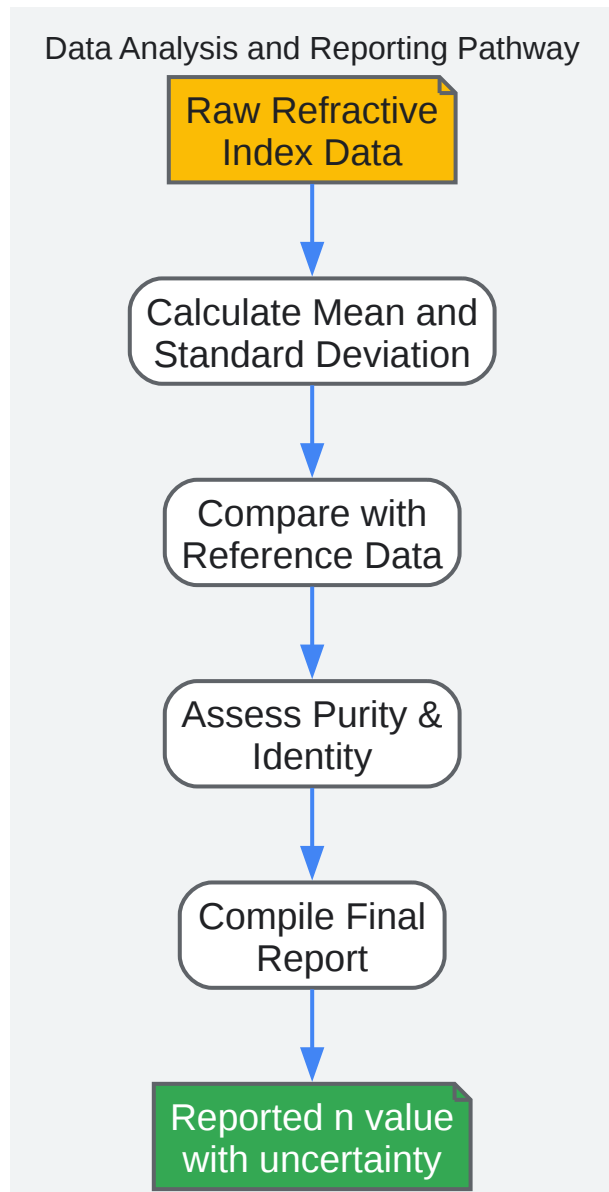 Data Analysis and Reporting Pathway
Raw Refractive
Index Data
Calculate Mean and
Standard Deviation
Compare with
Reference Data
Assess Purity &
Identity
Compile Final
Report
Reported n value
with uncertainty